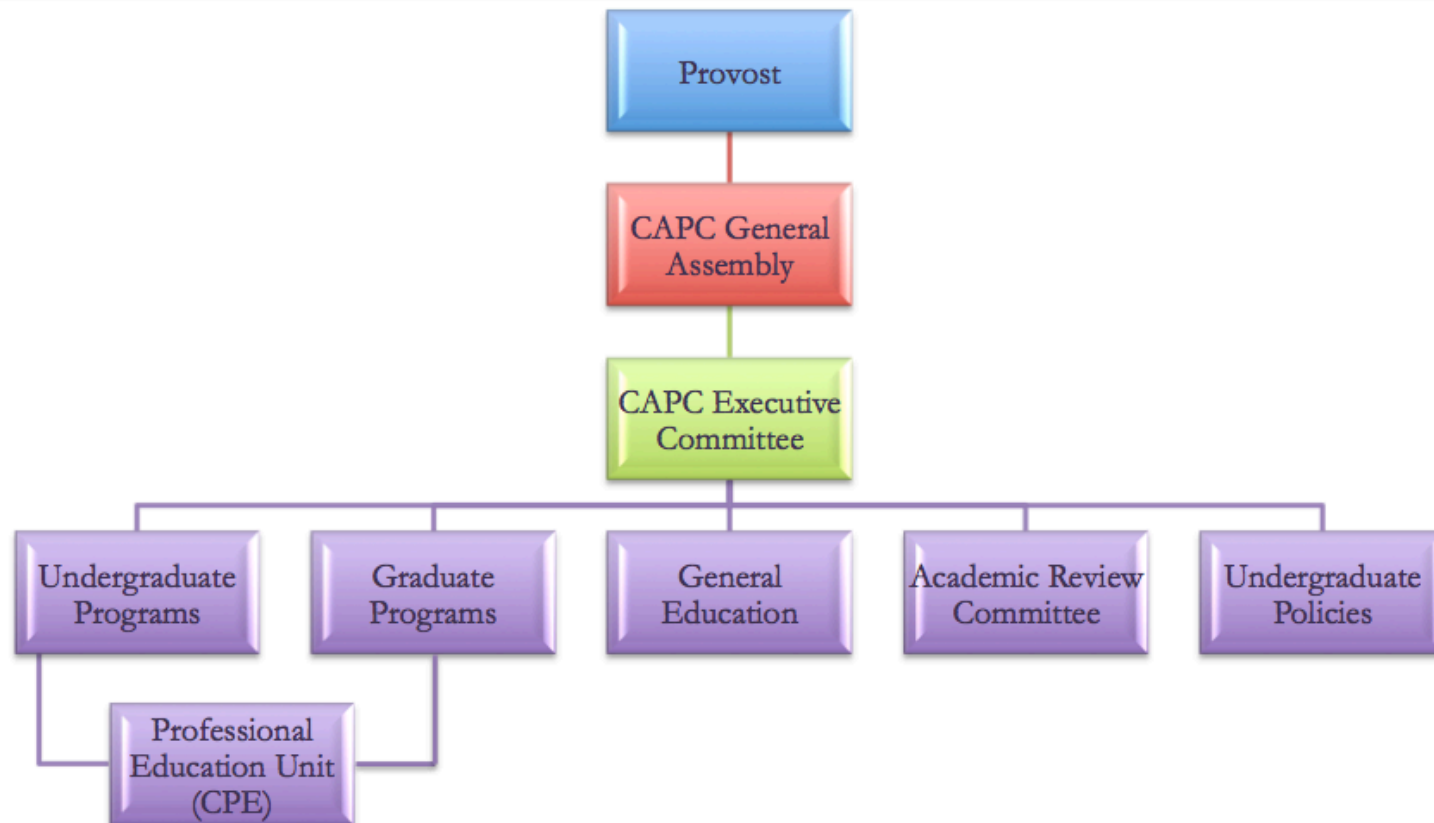 Provost
CAPC General
Assembly
CAPC Executive
Committee
Undergraduate
Programs
Graduate
Programs
General
Education
Academic Review
Committee
Undergraduate
Policies
Professional
Education Unit
(CPE)